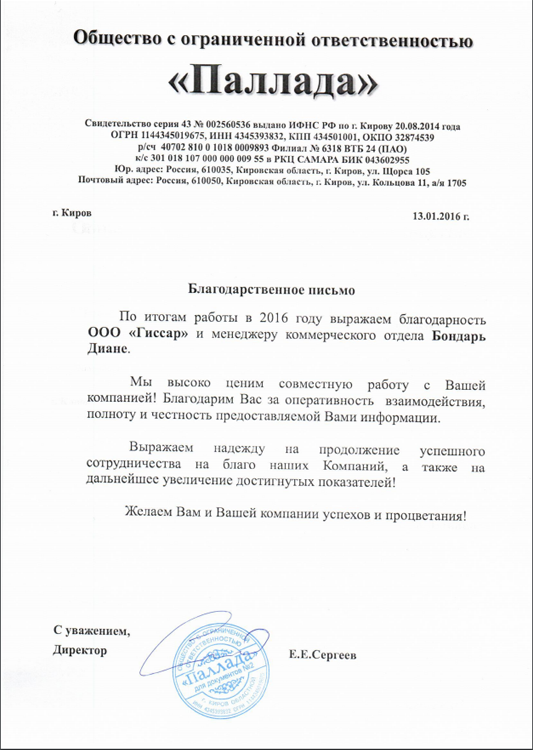 Общество с ограниченной ответственностью
«Паллада»
Свидетельство серия 43 № 002560536 выдано ИФНС РФ по г. Кирову 20.08.2014 года
ОГРН 1144345019675, ИНН 4345393832, КПП 434501001, ОКПО 32874539
р/сч 40702 810 0 1018 0009893 Филиал № 6318 ВТБ 24 (ПАО)
к/с 301 018 107 000 000 009 55 в РКЦ САМАРА БИК 043602955
Юр. адрес: Россия, 610035, Кировская область, г. Киров, ул. Щорса 105
Почтовый адрес: Россия, 610050, Кировская область, г. Киров, ул. Кольцова 11, а/я 1705
г. Киров
13.01.2016 г.
Благодарственное письмо
По итогам работы в 2016 году выражаем благодарность
ООО «Гиссар» и менеджеру коммерческого отдела Бондарь
Диане.
Мы высоко ценим совместную работу с Вашей
компанией! Благодарим Вас за оперативность взаимодействия,
полноту и честность предоставляемой Вами информации.
Выражаем надежду на продолжение успешного
сотрудничества на благо наших Компаний, а также на
дальнейшее увеличение достигнутых показателей!
Желаем Вам и Вашей компании успехов и процветания!
С уважением,
Директор
Е.Е.Сергеев
ОБЩЕСТВО С ОГРАНИЧЕННОЙ
ОТВЕТСТВЕННОСТЬЮ
«Паллада»
для документов №2